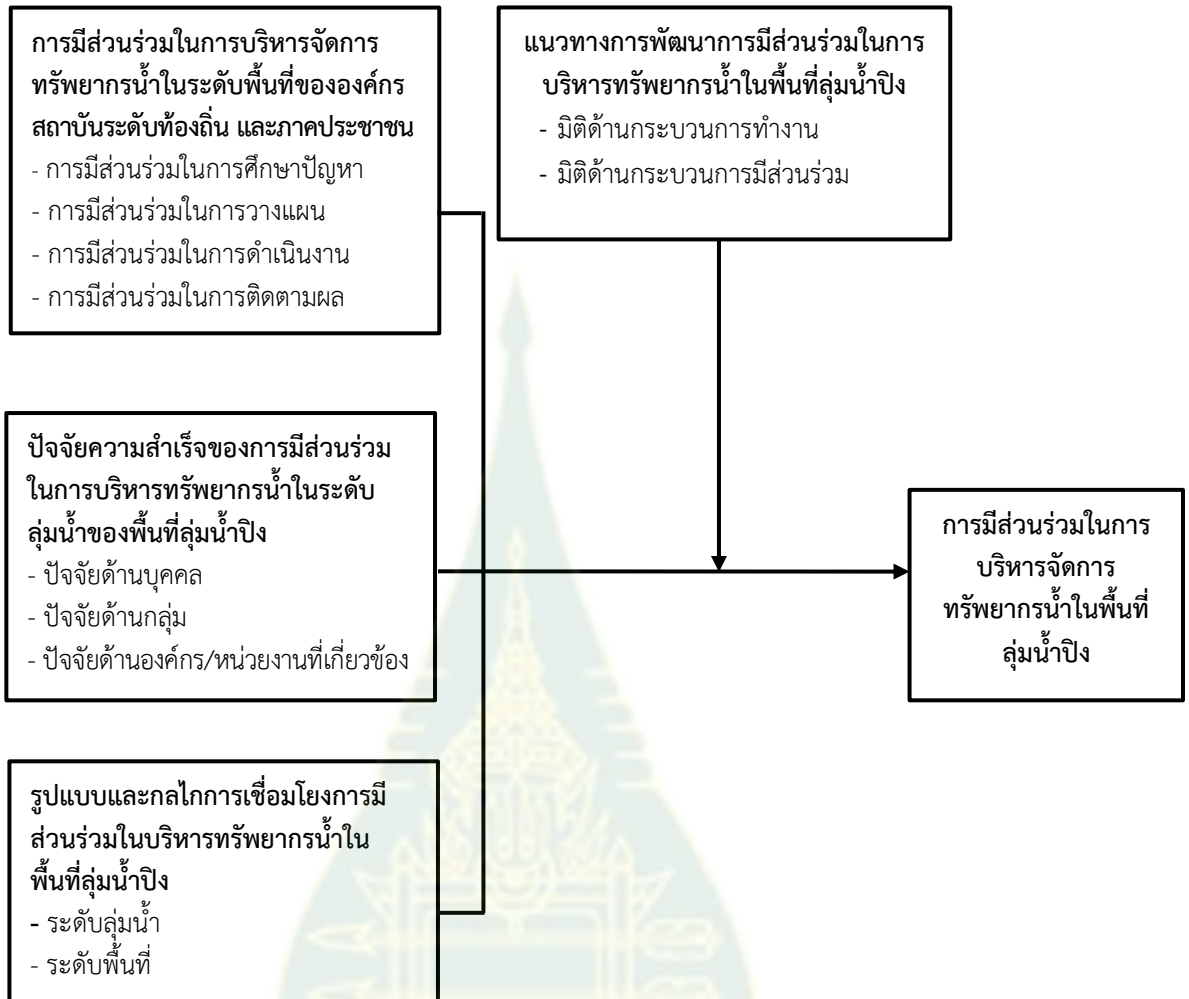 การมีส่วนร่วมในการบริหารจัดการ
ทรัพยากรน้ำในระดับพื้นที่ขององค์กร
สถาบันระดับท้องถิ่น และภาคประชาชน
- การมีส่วนร่วมในการศึกษาปัญหา
- การมีส่วนร่วมในการวางแผน
- การมีส่วนร่วมในการดำเนินงาน
- การมีส่วนร่วมในการติดตามผล
แนวทางการพัฒนาการมีส่วนร่วมในการ
บริหารทรัพยากรน้ำในพื้นที่ลุ่มน้ำปิง
- มิติด้านกระบวนการทำงาน
- มิติด้านกระบวนการมีส่วนร่วม
ปัจจัยความสำเร็จของการมีส่วนร่วม
ในการบริหารทรัพยากรน้ำในระดับ
ลุ่มน้ำของพื้นที่ลุ่มน้ำปิง
- ปัจจัยด้านบุคคล
- ปัจจัยด้านกลุ่ม
- ปัจจัยด้านองค์กร/หน่วยงานที่เกี่ยวข้อง
การมีส่วนร่วมในการ
บริหารจัดการ
ทรัพยากรน้ำในพื้นที่
ลุ่มน้ำปิง
รูปแบบและกลไกการเชื่อมโยงการมี
ส่วนร่วมในบริหารทรัพยากรน้ำใน
พื้นที่ลุ่มน้ำปิง
- ระดับลุ่มน้ำ
- ระดับพื้นที่